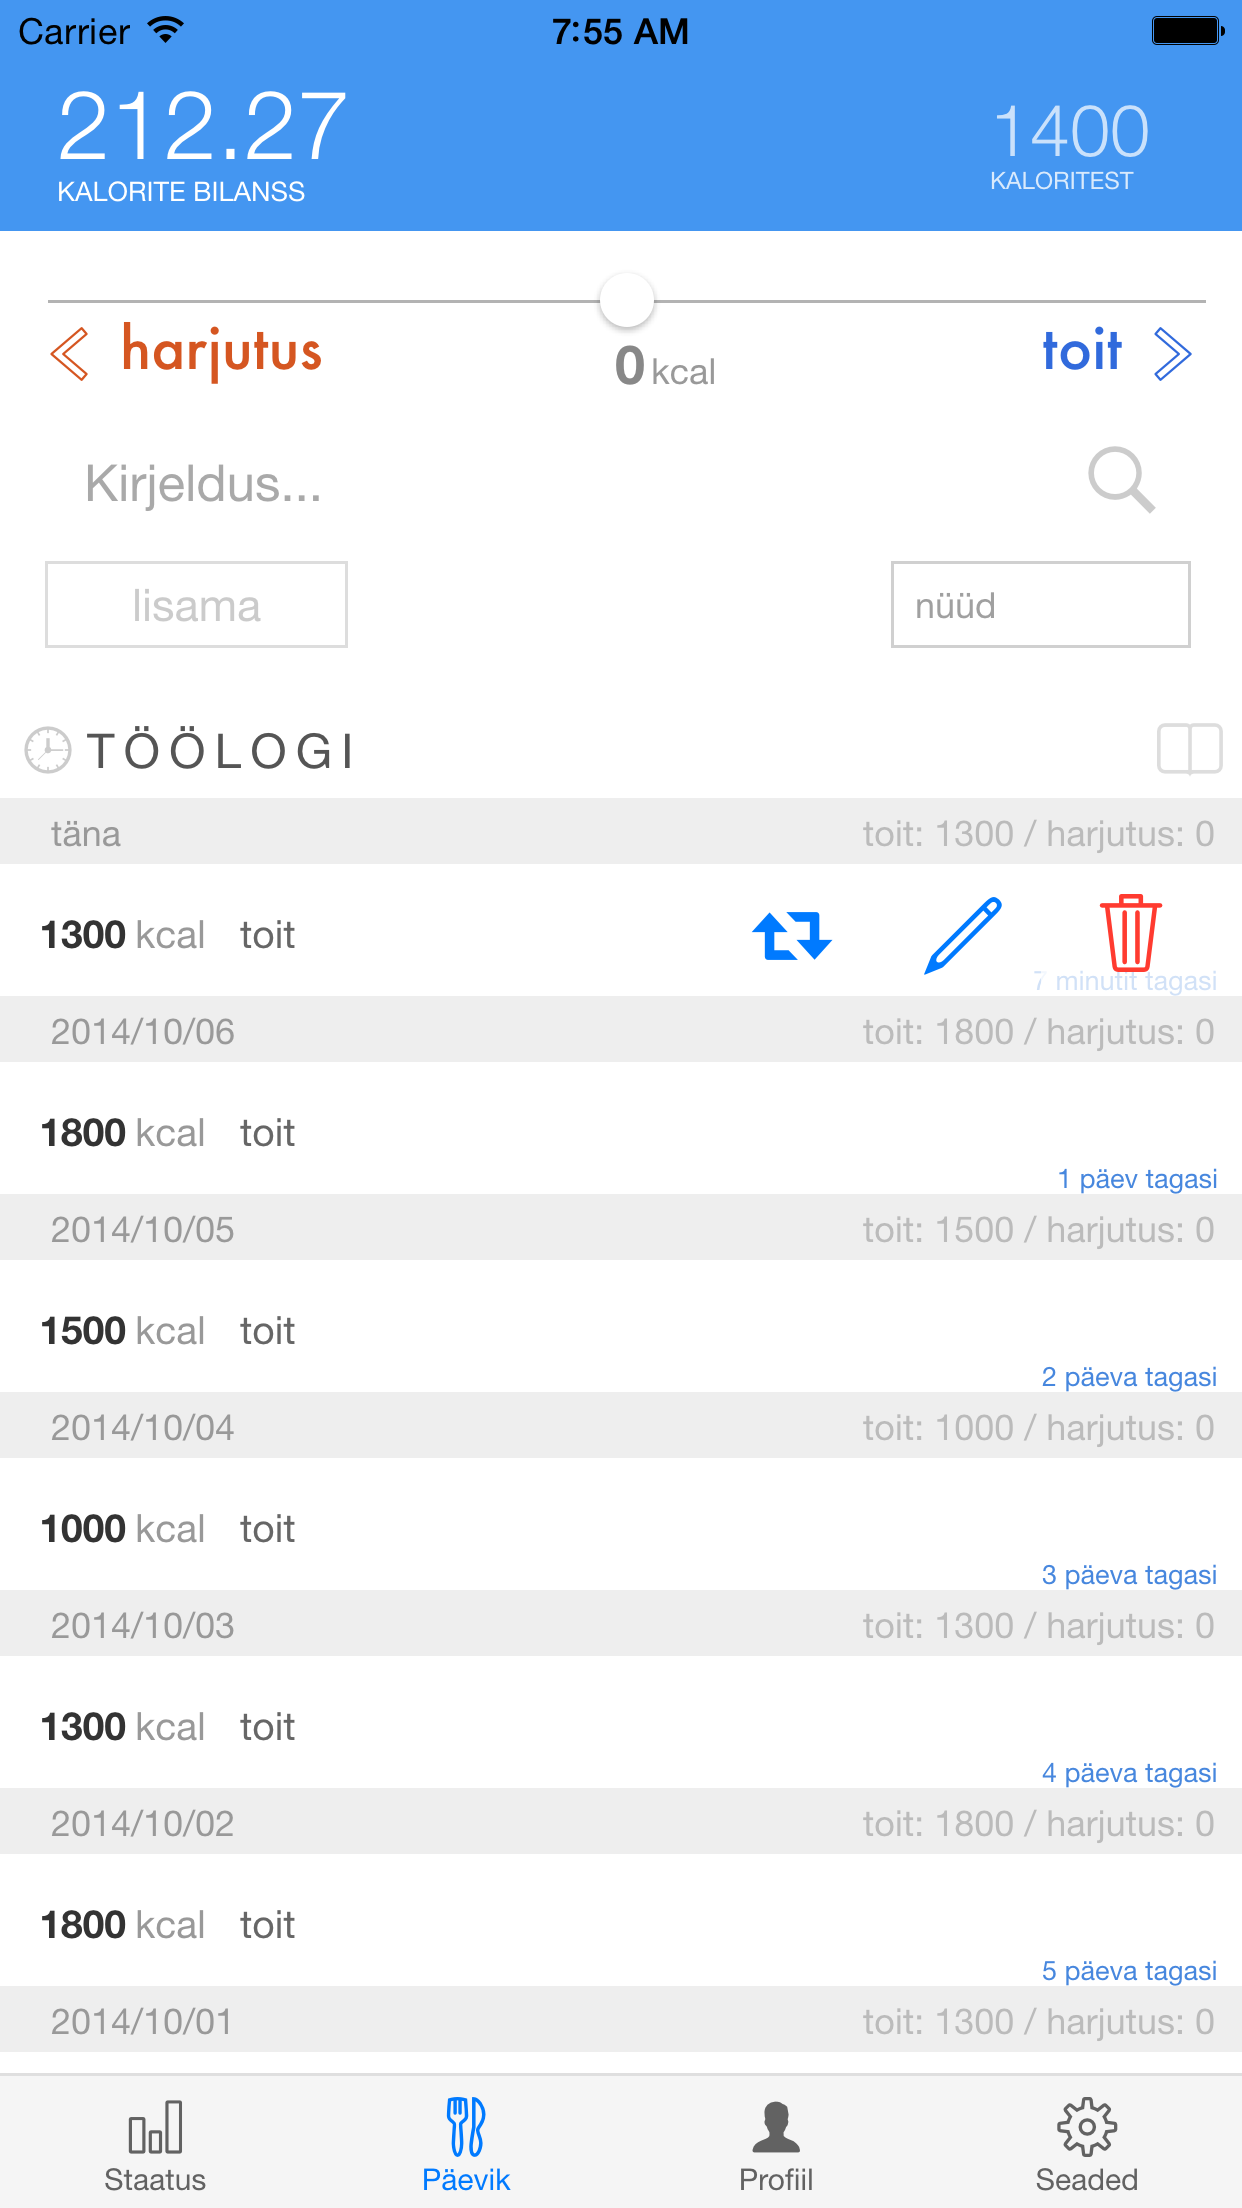 Carrier 7:55 AM
212.27 1400
KALORITE BILANSS KALORITEST
harjutus 0 kcal toit
Kirjeldus...
lisama nüüd
TÖÖLOGI
täna toit: 1300 / harjutus: 0
1300 kcal toit
7 minutit tagasi
2014/10/06 toit: 1800 / harjutus: 0
1800 kcal toit
1 päev tagasi
2014/10/05 toit: 1500 / harjutus: 0
1500 kcal toit
2 päeva tagasi
2014/10/04 toit: 1000 / harjutus: 0
1000 kcal toit
3 päeva tagasi
2014/10/03 toit: 1300 / harjutus: 0
1300 kcal toit
4 päeva tagasi
2014/10/02 toit: 1800 / harjutus: 0
1800 kcal toit
5 päeva tagasi
2014/10/01 toit: 1300 / harjutus: 0
Staatus Päevik Profiil Seaded